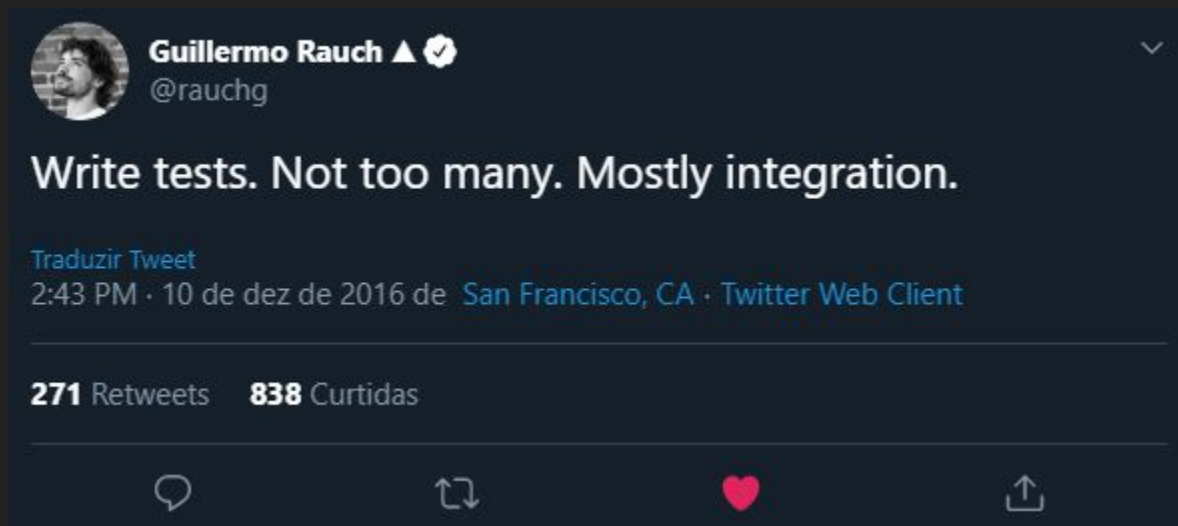 Guillermo Rauch ▲
@rauchg
Write tests. Not too many. Mostly integration.
Traduzir Tweet
2:43 PM · 10 de dez de 2016 de San Francisco, CA · Twitter Web Client
271 Retweets 838 Curtidas